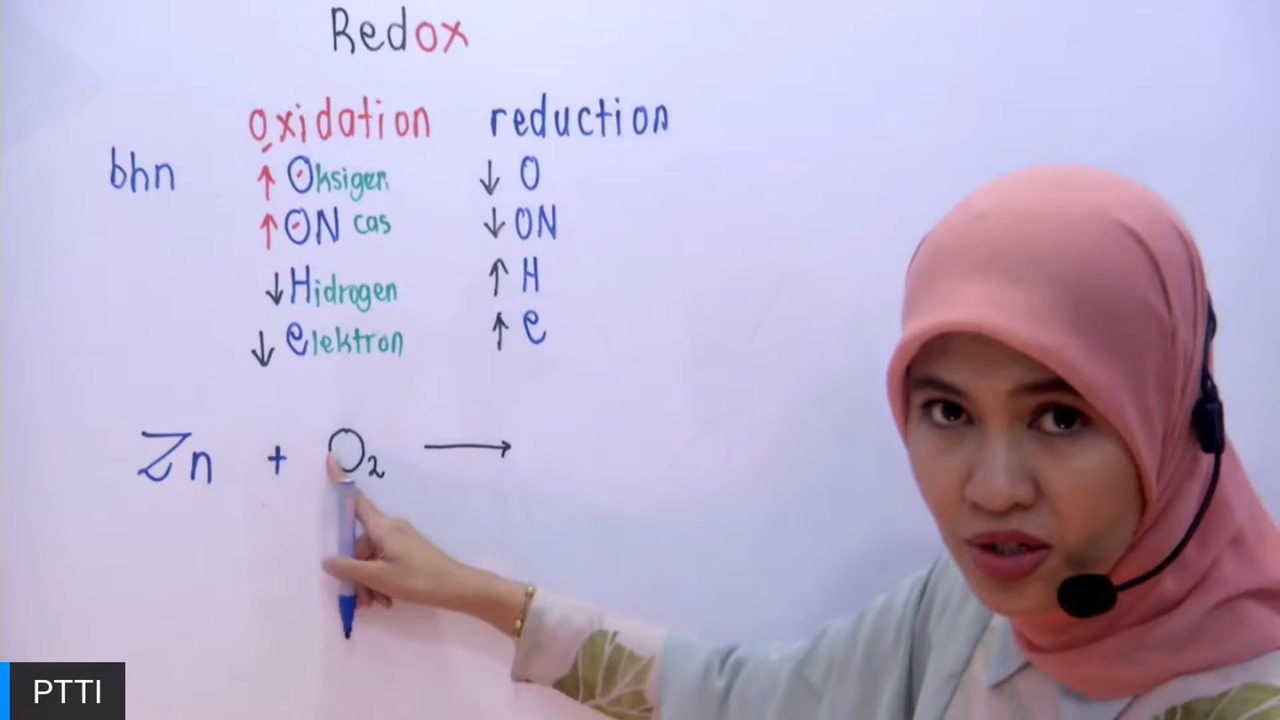 Redox
oxidation reduction
bhn ↑ Oksigen ↓ O
↑ ON cas ↓ ON
↓ Hidrogen ↑ H
↓ elektron ↑ e
Zn + O₂ ⟶
PTTI